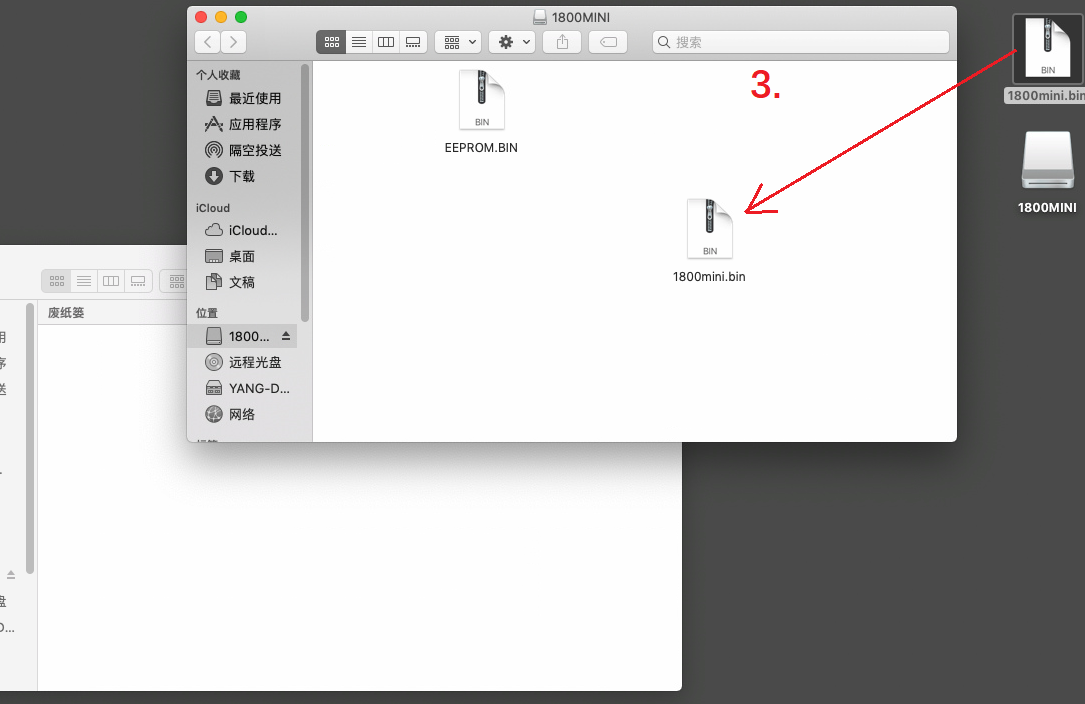 1800MINI
搜索
个人收藏
最近使用
应用程序
隔空投送
下载
iCloud
iCloud...
桌面
文稿
位置
1800...
远程光盘
YANG-D...
网络
BIN
EEPROM.BIN
3.
BIN
1800mini.bin
BIN
1800mini.bin
1800MINI
废纸篓
用
序
送
盘
D...